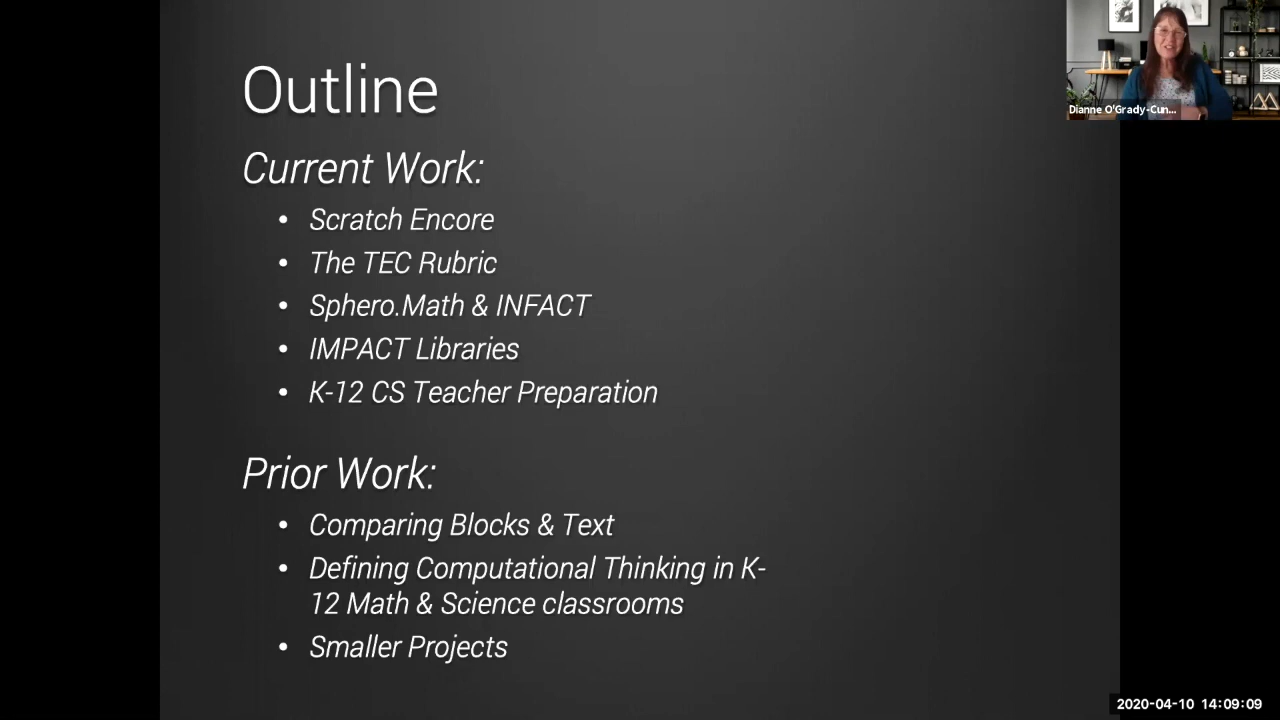 Outline
Current Work:
• Scratch Encore
• The TEC Rubric
• Sphero.Math & INFACT
• IMPACT Libraries
• K-12 CS Teacher Preparation
Prior Work:
• Comparing Blocks & Text
• Defining Computational Thinking in K-
12 Math & Science classrooms
• Smaller Projects
Dianne O'Grady-Cun...
2020-04-10 14:09:09